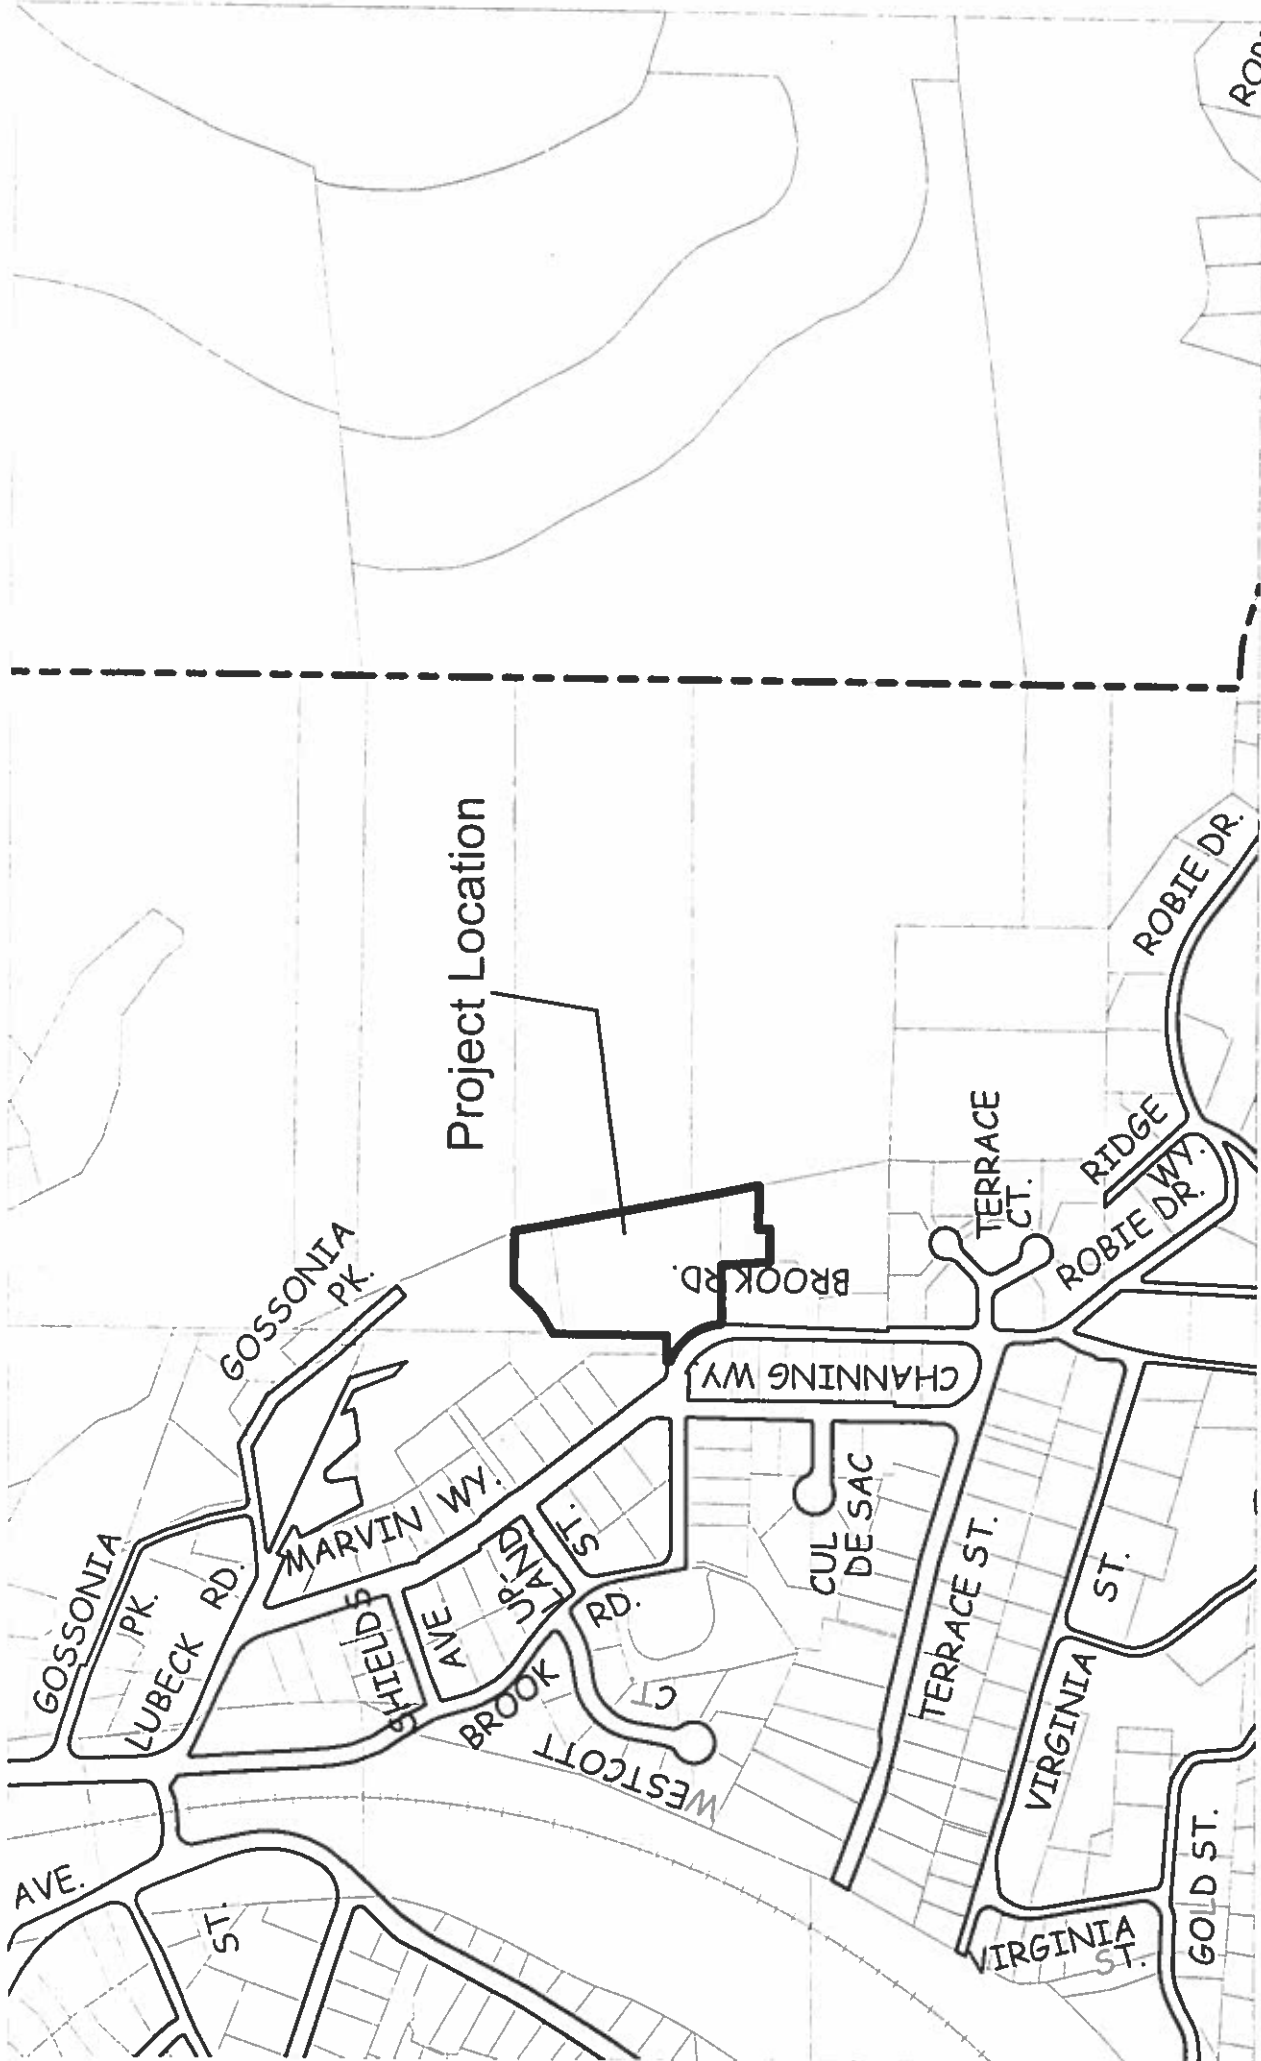 Project Location
GOSSONIA
PK.
GOSSONIA
PK.
LUBECK
RD.
MARVIN WY.
SHIELDS
AVE
UP-
LAND
ST.
BROOK
RD.
WESTCOTT
CT
CHANNING WY.
BROOK RD.
CUL
DE SAC
TERRACE
CT.
TERRACE ST.
RIDGE
WY.
ROBIE DR.
ROBIE DR.
VIRGINIA
ST.
VIRGINIA
ST.
GOLD ST.
AVE.
ST.